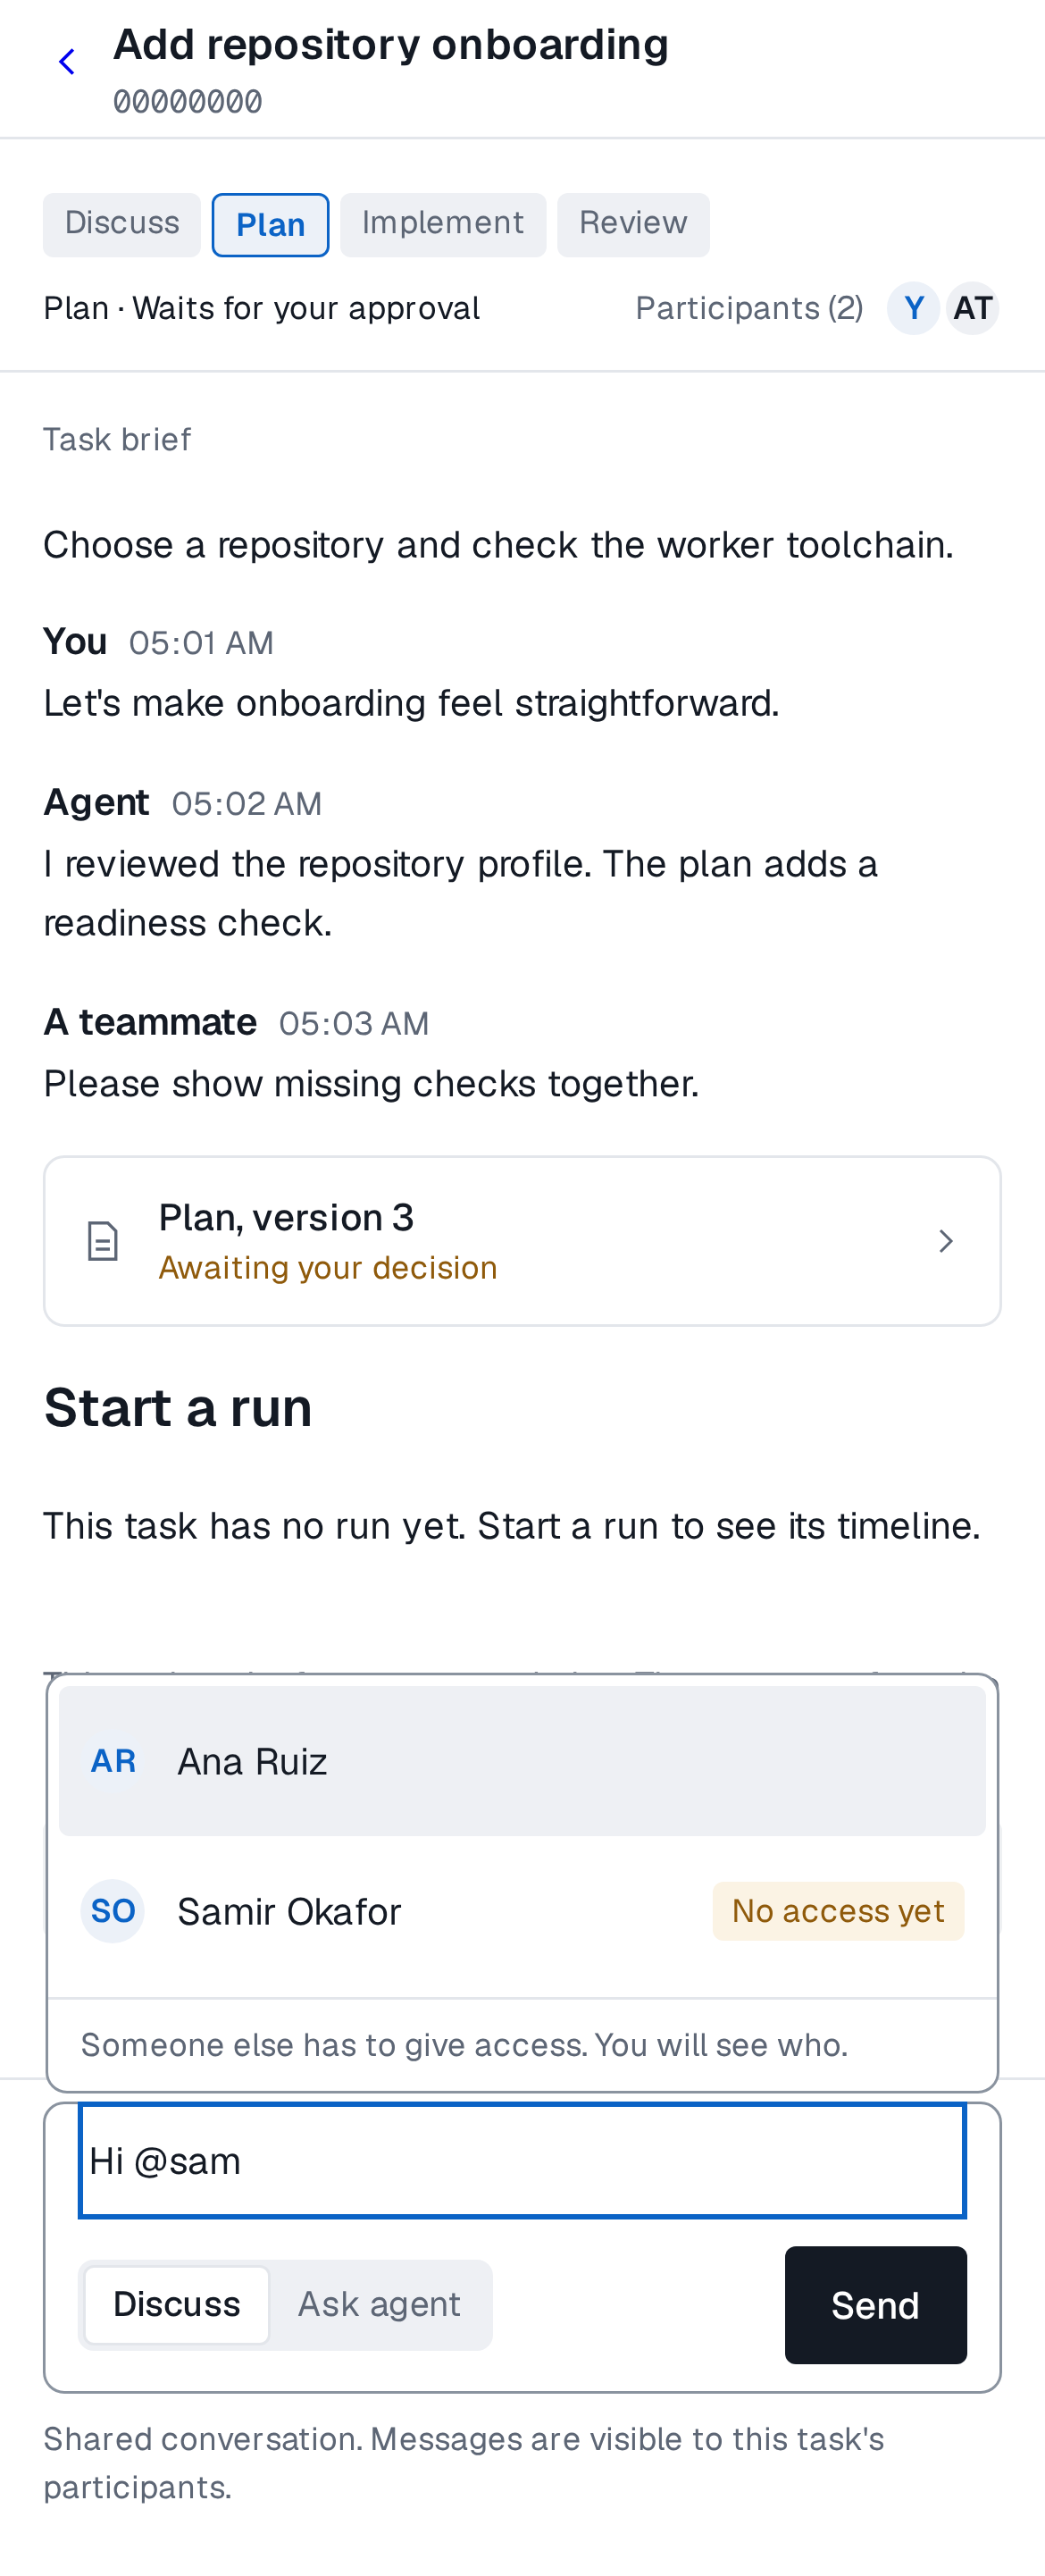 Add repository onboarding
00000000
Discuss Plan Implement Review
Plan · Waits for your approval Participants (2) Y AT
Task brief
Choose a repository and check the worker toolchain.
You 05:01 AM
Let's make onboarding feel straightforward.
Agent 05:02 AM
I reviewed the repository profile. The plan adds a
readiness check.
A teammate 05:03 AM
Please show missing checks together.
Plan, version 3
Awaiting your decision
Start a run
This task has no run yet. Start a run to see its timeline.
AR Ana Ruiz
SO Samir Okafor No access yet
Someone else has to give access. You will see who.
Hi @sam
Discuss Ask agent Send
Shared conversation. Messages are visible to this task's
participants.